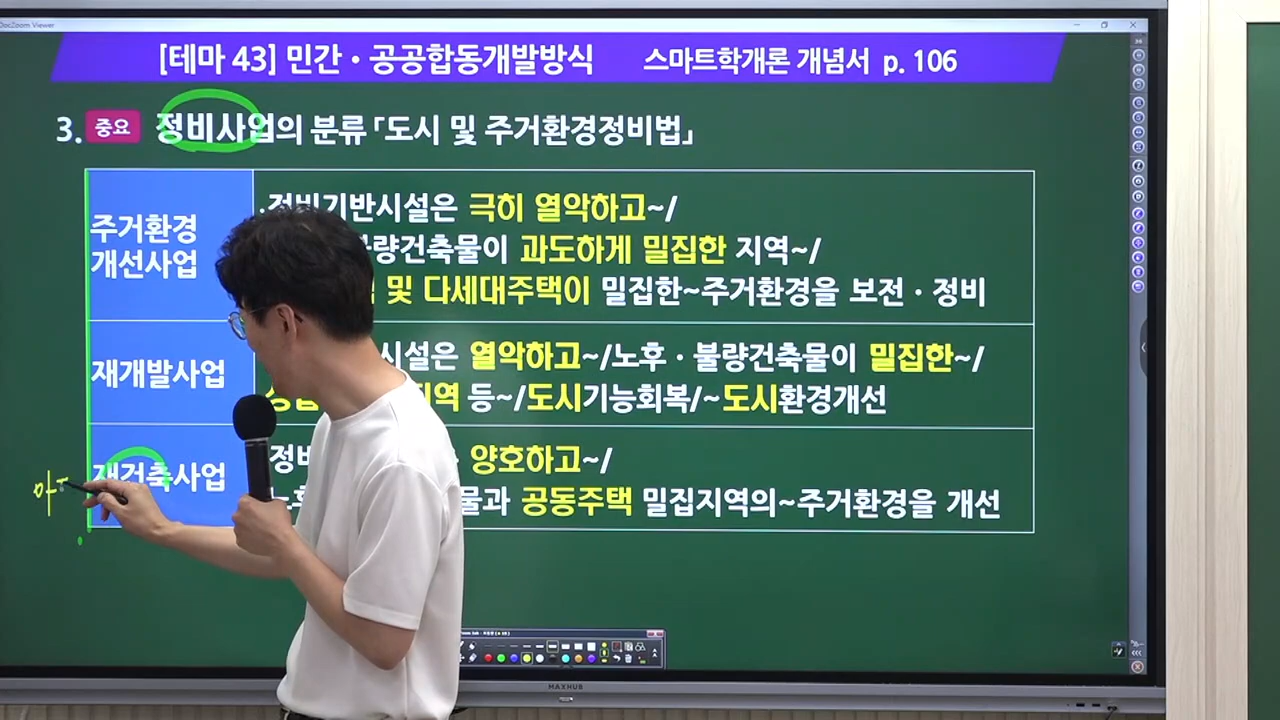 DocZoom Viewer
[테마 43] 민간·공공합동개발방식 스마트학개론 개념서 p. 106
3. 중요 정비사업의 분류 「도시 및 주거환경정비법」
주거환경
개선사업
·정비기반시설은 극히 열악하고~/
불량건축물이 과도하게 밀집한 지역~/
및 다세대주택이 밀집한~주거환경을 보전·정비
재개발사업
시설은 열악하고~/노후·불량건축물이 밀집한~/
지역 등~/도시기능회복/~도시환경개선
재건축사업
양호하고~/
공동주택 밀집지역의~주거환경을 개선
MAXHUB